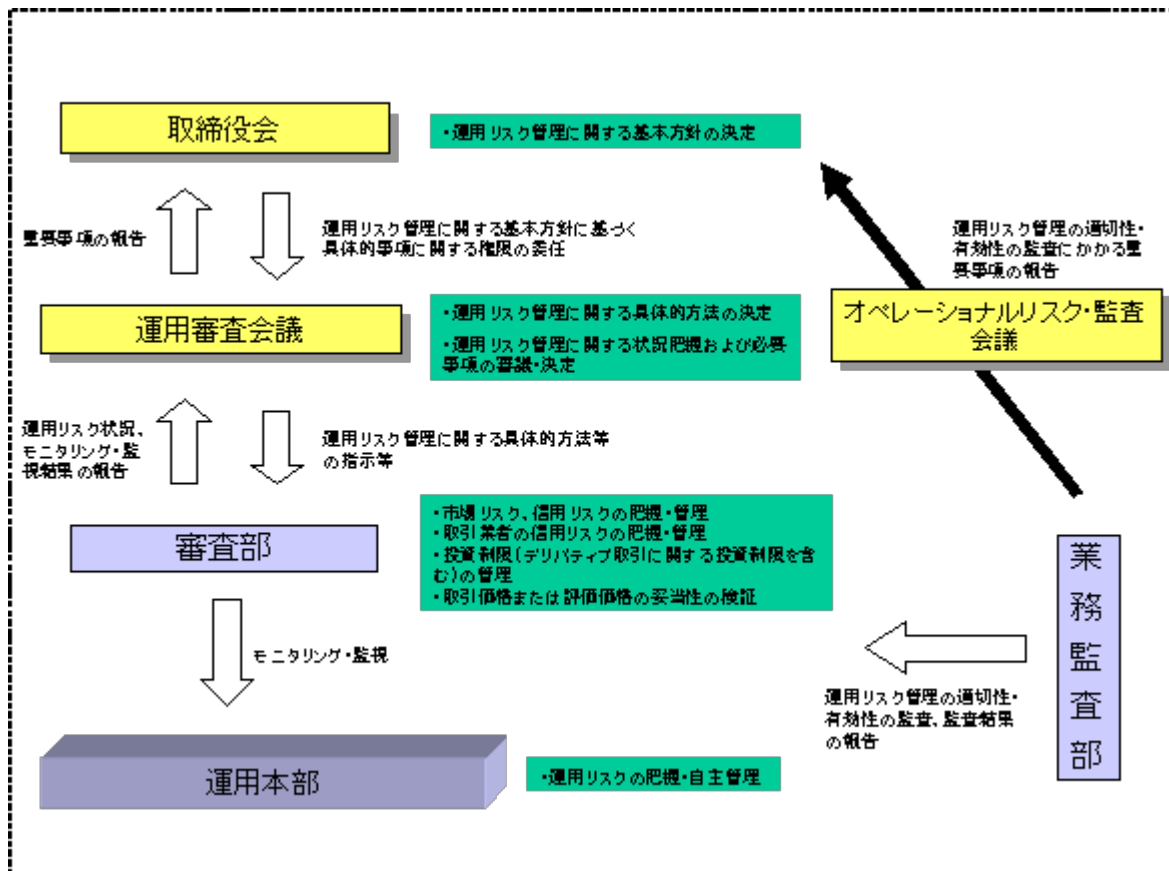 取締役会
・運用リスク管理に関する基本方針の決定
重要事項の報告
運用リスク管理に関する基本方針に基づく
具体的事項に関する権限の委任
運用リスク管理の適切性・
有効性の監査にかかる重
要事項の報告
運用審査会議
・運用リスク管理に関する具体的方法の決定
・運用リスク管理に関する状況把握および必要
事項の審議・決定
オペレーショナルリスク・監査
会議
運用リスク状況、
モニタリング・監
視結果の報告
運用リスク管理に関する具体的方法等
の指示等
審査部
・市場リスク、信用リスクの把握・管理
・取引業者の信用リスクの把握・管理
・投資制限(デリバティブ取引に関する投資制限を含
む)の管理
・取引価格または評価価格の妥当性の検証
業務監査部
モニタリング・監視
運用リスク管理の適切性・
有効性の監査、監査結果
の報告
運用本部
・運用リスクの把握・自主管理